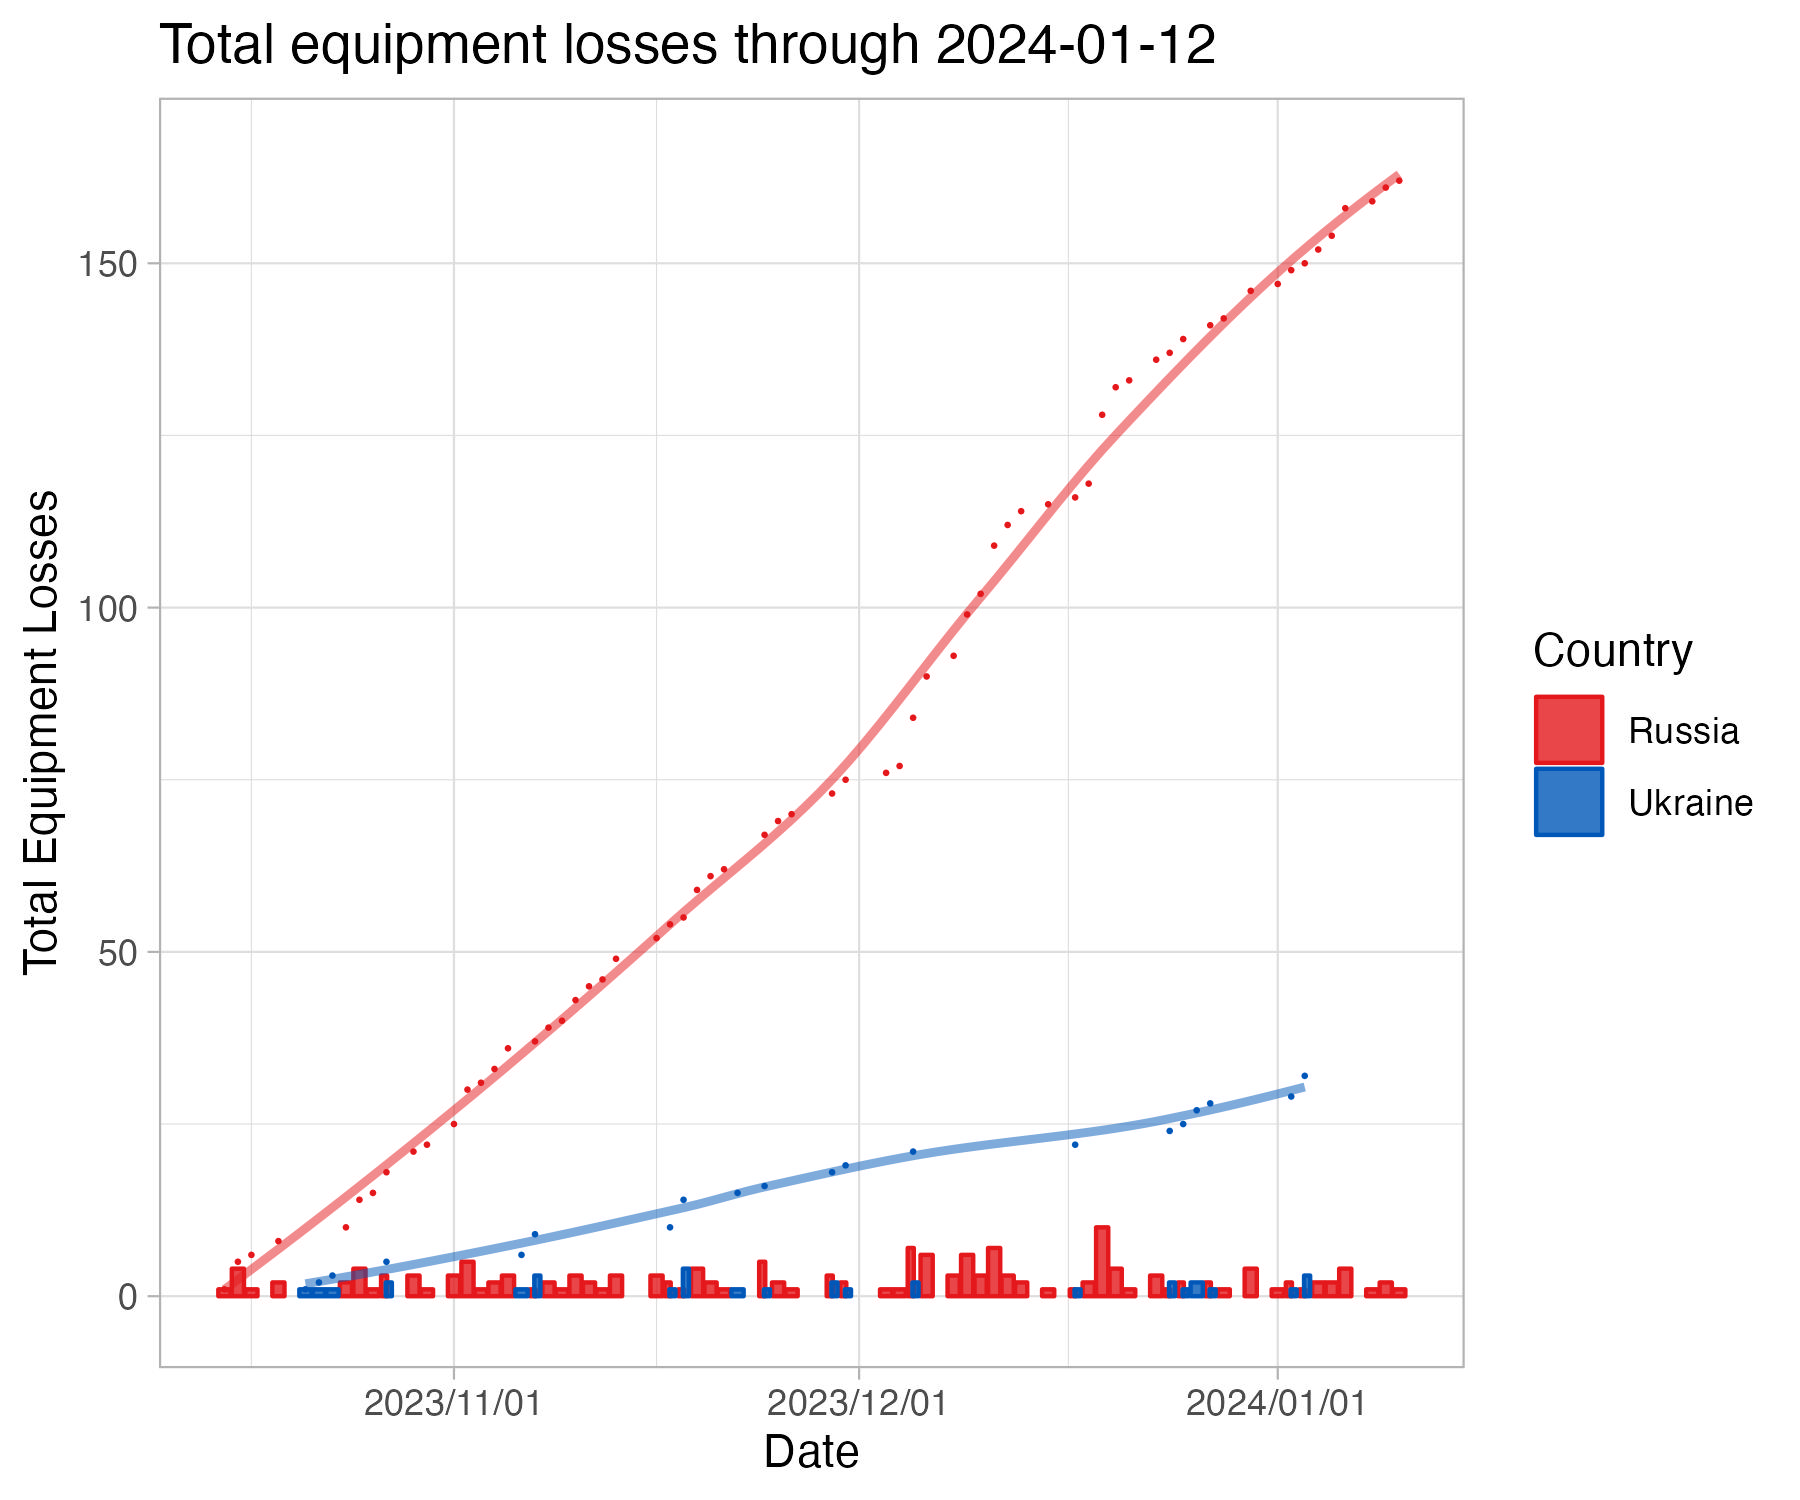 Total equipment losses through 2024-01-12
Total Equipment Losses
150
100
50
0
2023/11/01
2023/12/01
2024/01/01
Date
Country
Russia
Ukraine